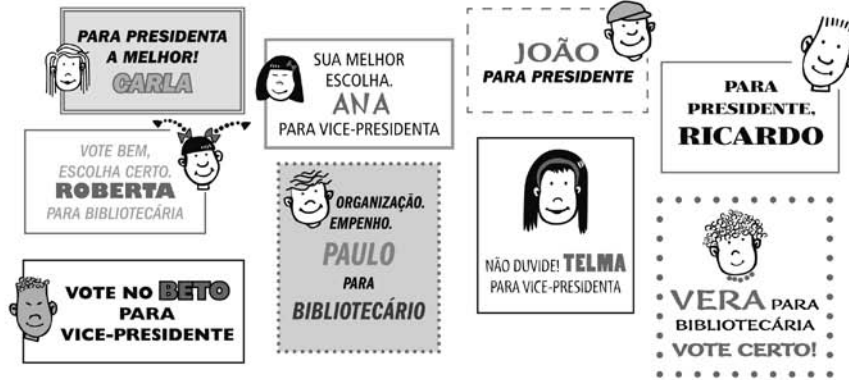 PARA PRESIDENTA
A MELHOR!
CARLA
SUA MELHOR
ESCOLHA.
ANA
PARA VICE-PRESIDENTA
JOÃO
PARA PRESIDENTE
PARA
PRESIDENTE,
RICARDO
VOTE BEM,
ESCOLHA CERTO.
ROBERTA
PARA BIBLIOTECÁRIA
ORGANIZAÇÃO.
EMPENHO.
PAULO
PARA
BIBLIOTECÁRIO
NÃO DUVIDE! TELMA
PARA VICE-PRESIDENTA
VOTE NO BETO
PARA
VICE-PRESIDENTE
VERA PARA
BIBLIOTECÁRIA
VOTE CERTO!